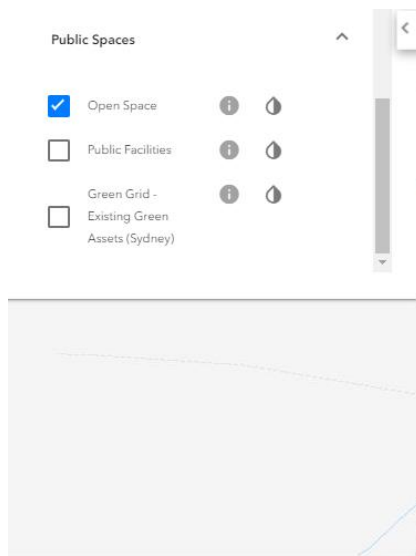 Public Spaces
Open Space
Public Facilities
Green Grid -
Existing Green
Assets (Sydney)